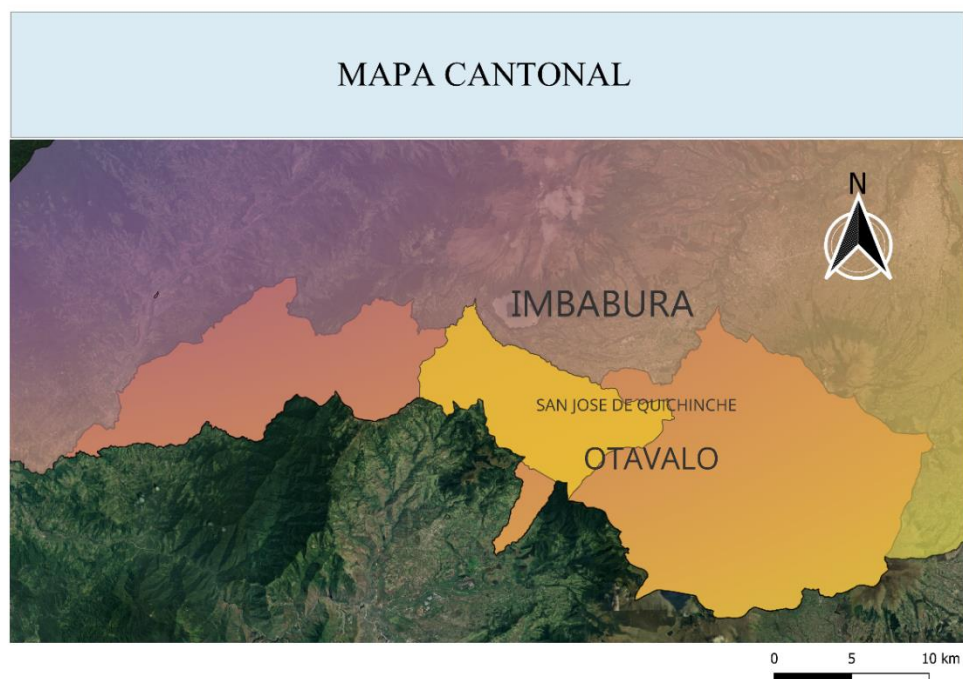 MAPA CANTONAL
N
IMBABURA
SAN JOSE DE QUICHINCHE
OTAVALO
0 5 10 km